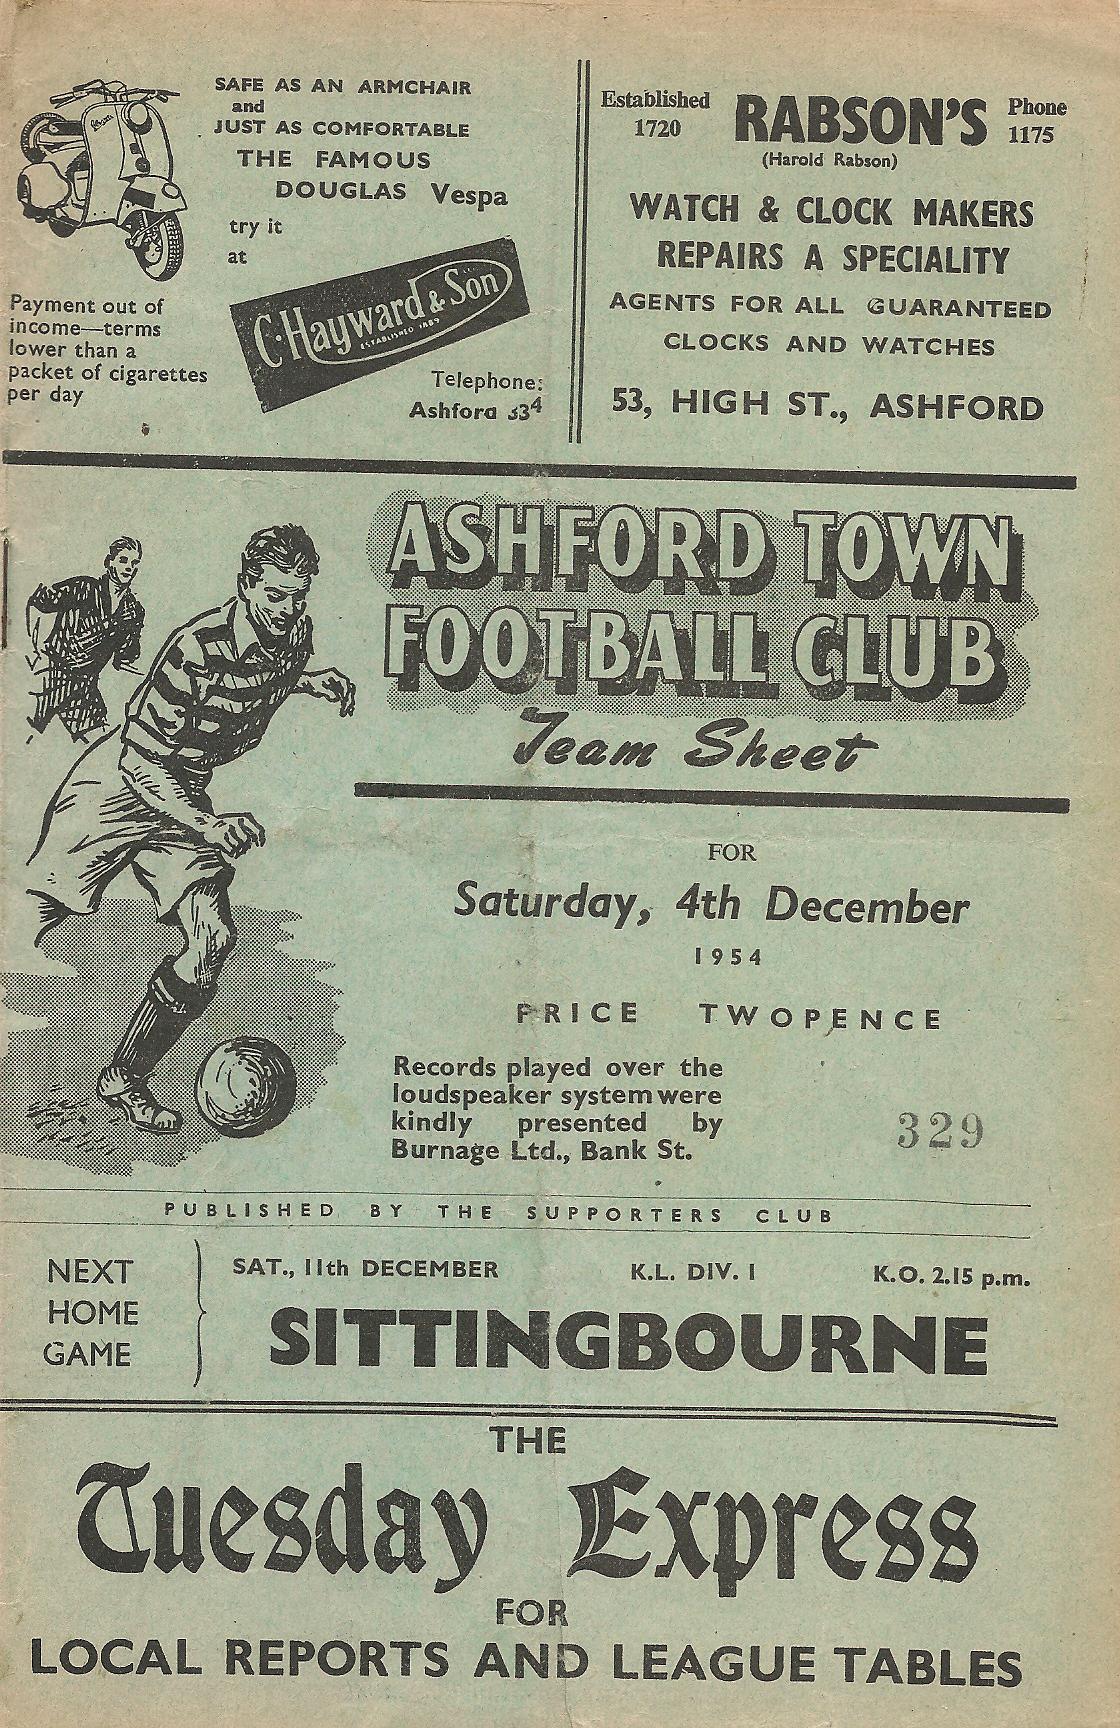 SAFE AS AN ARMCHAIR
and
JUST AS COMFORTABLE
THE FAMOUS
DOUGLAS Vespa
try it
at
Vespa
C. Hayward & Son
ESTABLISHED 1889
Payment out of
income—terms
lower than a
packet of cigarettes
per day
Telephone:
Ashford 334
Established
1720
RABSON'S
Phone
1175
(Harold Rabson)
WATCH & CLOCK MAKERS
REPAIRS A SPECIALITY
AGENTS FOR ALL GUARANTEED
CLOCKS AND WATCHES
53, HIGH ST., ASHFORD
ASHFORD TOWN
FOOTBALL CLUB
Team Sheet
FOR
Saturday, 4th December
1954
PRICE TWOPENCE
Records played over the
loudspeaker system were
kindly presented by
Burnage Ltd., Bank St.
329
PUBLISHED BY THE SUPPORTERS CLUB
NEXT
HOME
GAME
SAT., 11th DECEMBER K.L. DIV. I K.O. 2.15 p.m.
SITTINGBOURNE
THE
Tuesday Express
FOR
LOCAL REPORTS AND LEAGUE TABLES